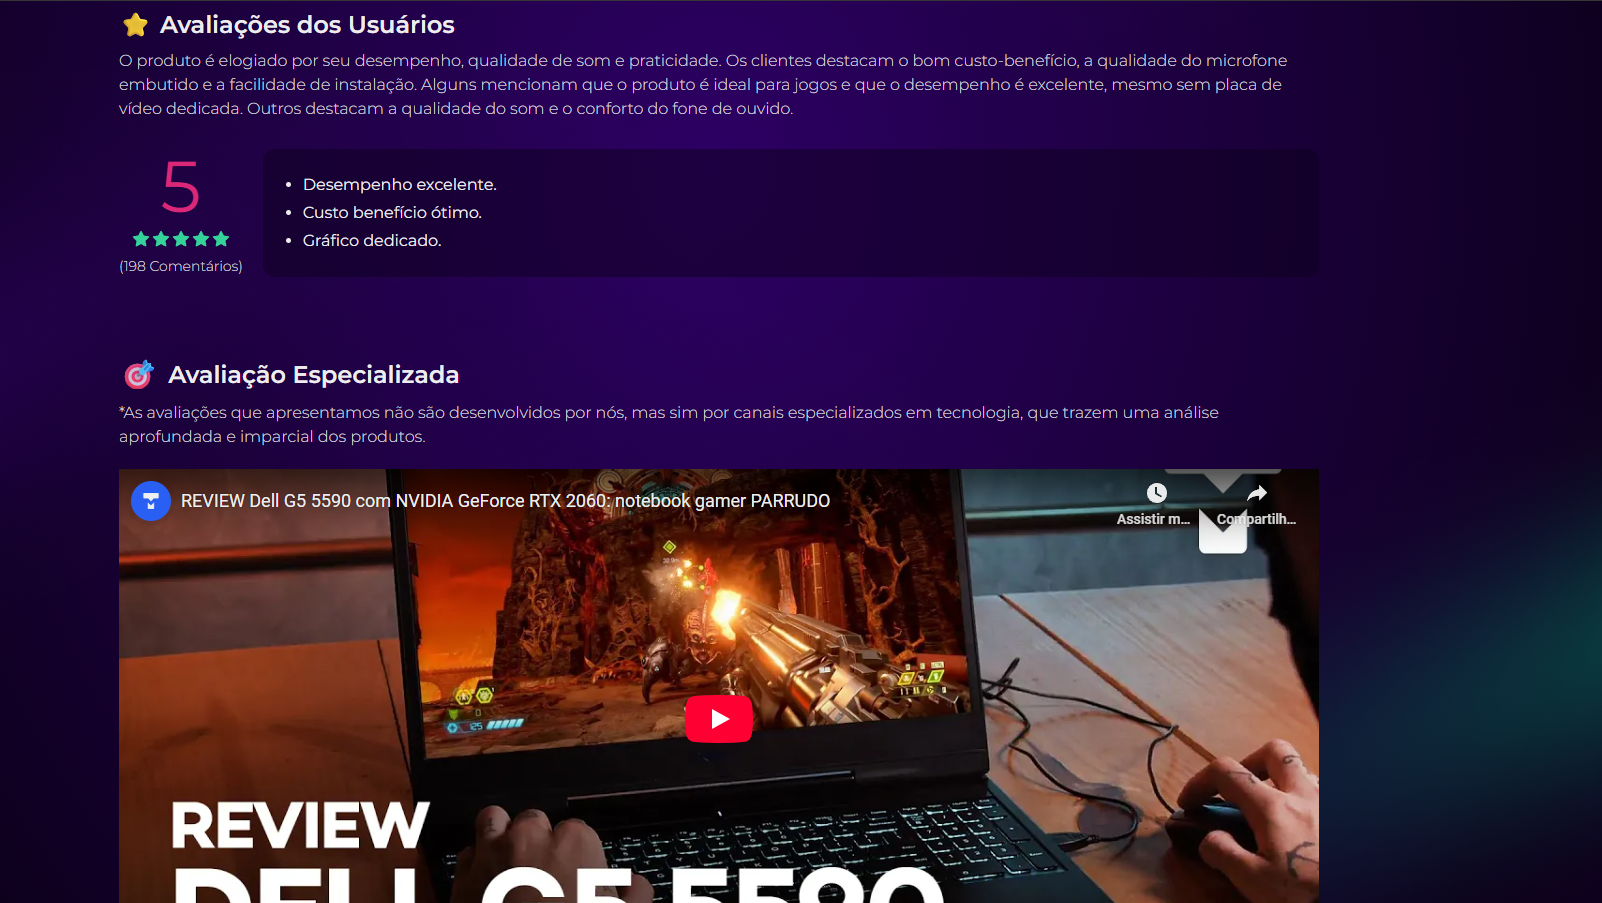 Avaliações dos Usuários
O produto é elogiado por seu desempenho, qualidade de som e praticidade. Os clientes destacam o bom custo-benefício, a qualidade do microfone
embutido e a facilidade de instalação. Alguns mencionam que o produto é ideal para jogos e que o desempenho é excelente, mesmo sem placa de
vídeo dedicada. Outros destacam a qualidade do som e o conforto do fone de ouvido.
5
(198 Comentários)
• Desempenho excelente.
• Custo benefício ótimo.
• Gráfico dedicado.
Avaliação Especializada
*As avaliações que apresentamos não são desenvolvidos por nós, mas sim por canais especializados em tecnologia, que trazem uma análise
aprofundada e imparcial dos produtos.
REVIEW Dell G5 5590 com NVIDIA GeForce RTX 2060: notebook gamer PARRUDO
Assistir m...
Compartilh...
125
REVIEW
DELL G5 5590